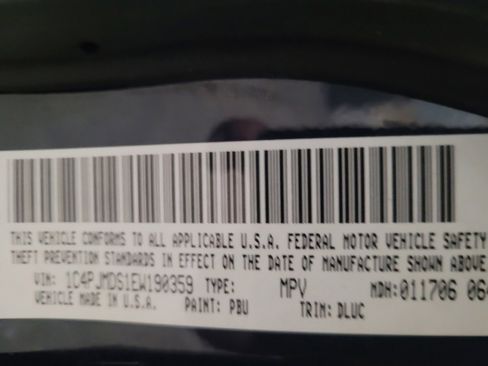 THIS VEHICLE CONFORMS TO ALL APPLICABLE U.S.A. FEDERAL MOTOR VEHICLE SAFETY
THEFT PREVENTION STANDARDS IN EFFECT ON THE DATE OF MANUFACTURE SHOWN ABOVE
VIN: 1C4PJMDS1EW190359 TYPE: MPV MDH:011706 06
VEHICLE MADE IN U.S.A. PAINT: PBU TRIM: DLUC